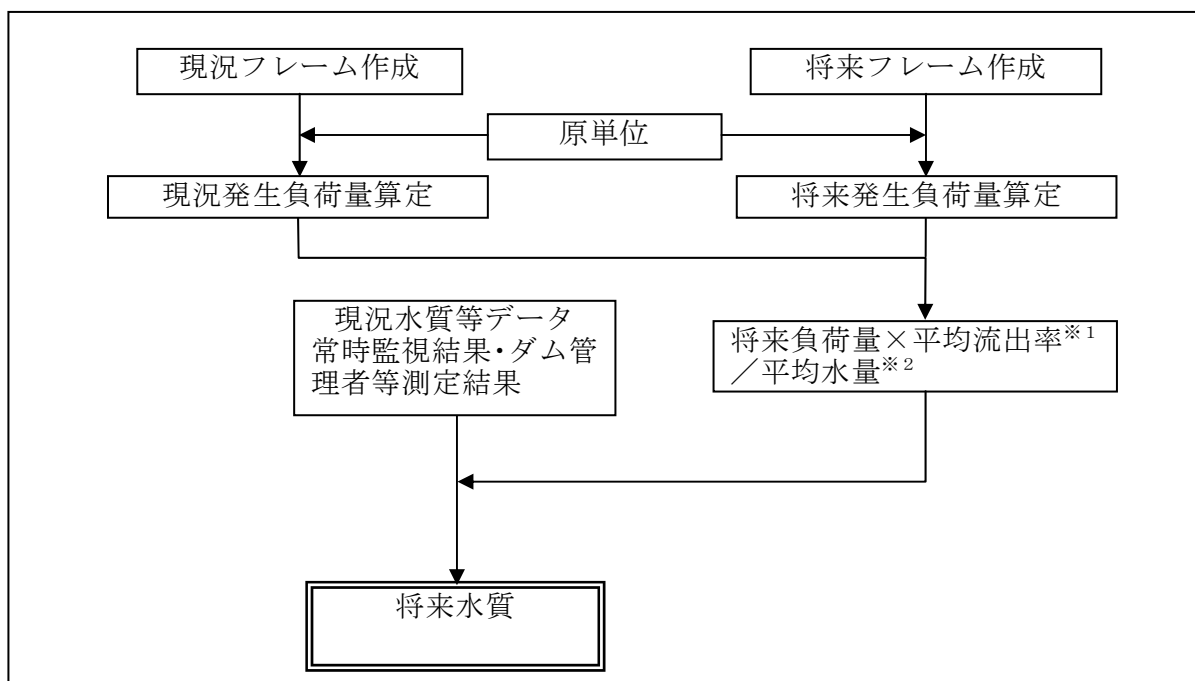 現況フレーム作成
将来フレーム作成
原単位
現況発生負荷量算定
将来発生負荷量算定
現況水質等データ
常時監視結果・ダム管
理者等測定結果
将来負荷量×平均流出率※1
／平均水量※2
将来水質